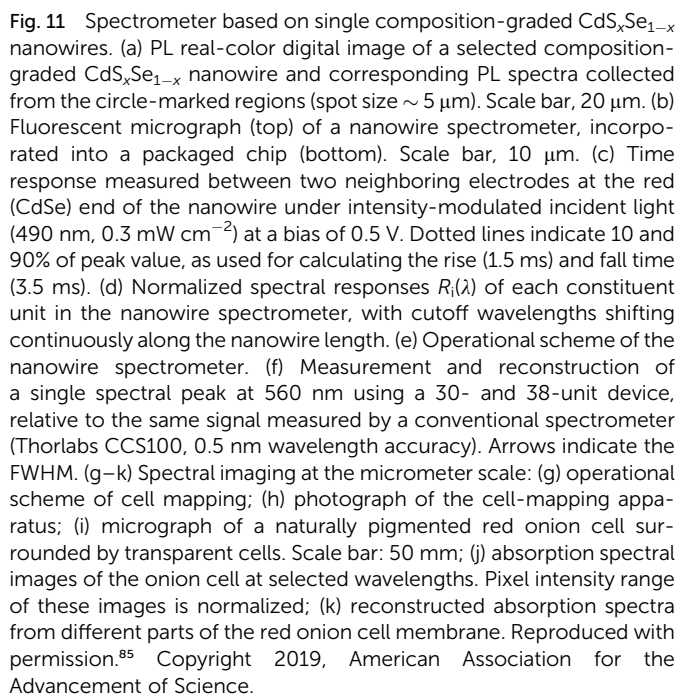 Fig. 11 Spectrometer based on single composition-graded CdSₓSe₁₋ₓ
nanowires. (a) PL real-color digital image of a selected composition-
graded CdSₓSe₁₋ₓ nanowire and corresponding PL spectra collected
from the circle-marked regions (spot size ~ 5 μm). Scale bar, 20 μm. (b)
Fluorescent micrograph (top) of a nanowire spectrometer, incorpo-
rated into a packaged chip (bottom). Scale bar, 10 μm. (c) Time
response measured between two neighboring electrodes at the red
(CdSe) end of the nanowire under intensity-modulated incident light
(490 nm, 0.3 mW cm⁻²) at a bias of 0.5 V. Dotted lines indicate 10 and
90% of peak value, as used for calculating the rise (1.5 ms) and fall time
(3.5 ms). (d) Normalized spectral responses Rᵢ(λ) of each constituent
unit in the nanowire spectrometer, with cutoff wavelengths shifting
continuously along the nanowire length. (e) Operational scheme of the
nanowire spectrometer. (f) Measurement and reconstruction of
a single spectral peak at 560 nm using a 30- and 38-unit device,
relative to the same signal measured by a conventional spectrometer
(Thorlabs CCS100, 0.5 nm wavelength accuracy). Arrows indicate the
FWHM. (g–k) Spectral imaging at the micrometer scale: (g) operational
scheme of cell mapping; (h) photograph of the cell-mapping appa-
ratus; (i) micrograph of a naturally pigmented red onion cell sur-
rounded by transparent cells. Scale bar: 50 mm; (j) absorption spectral
images of the onion cell at selected wavelengths. Pixel intensity range
of these images is normalized; (k) reconstructed absorption spectra
from different parts of the red onion cell membrane. Reproduced with
permission.⁸⁵ Copyright 2019, American Association for the
Advancement of Science.